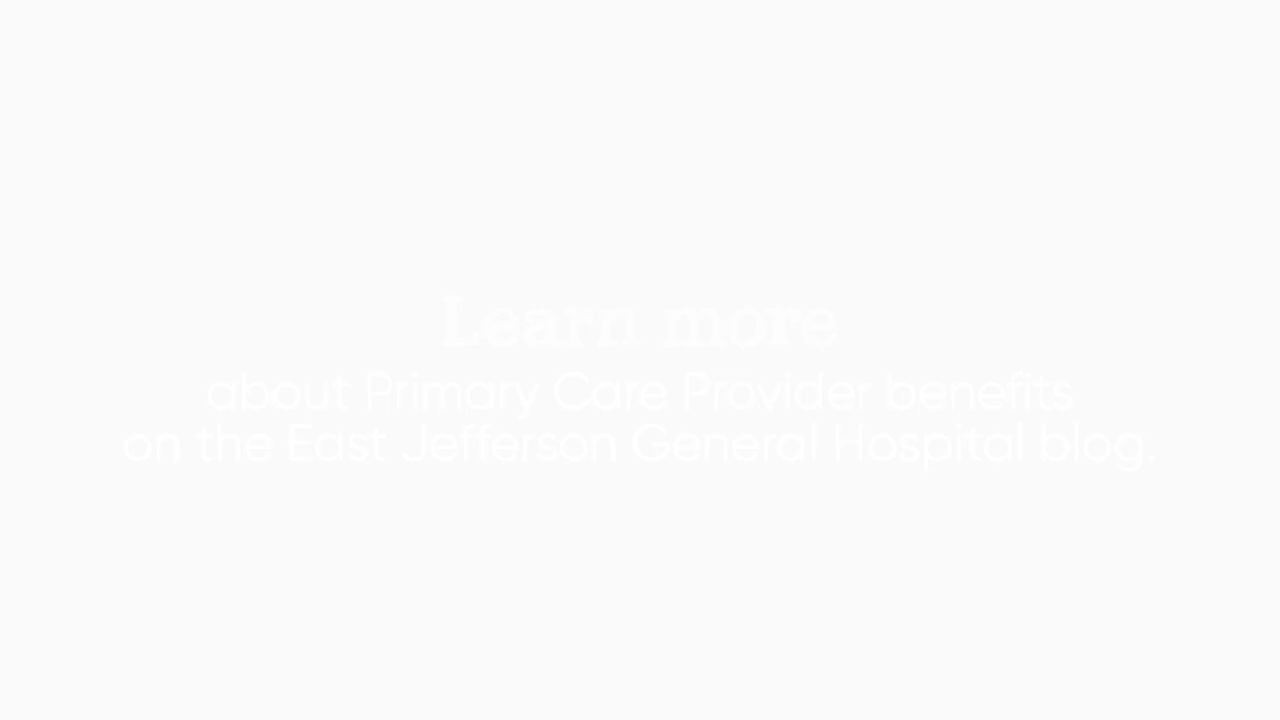 Learn more
about Primary Care Provider benefits
on the East Jefferson General Hospital blog.